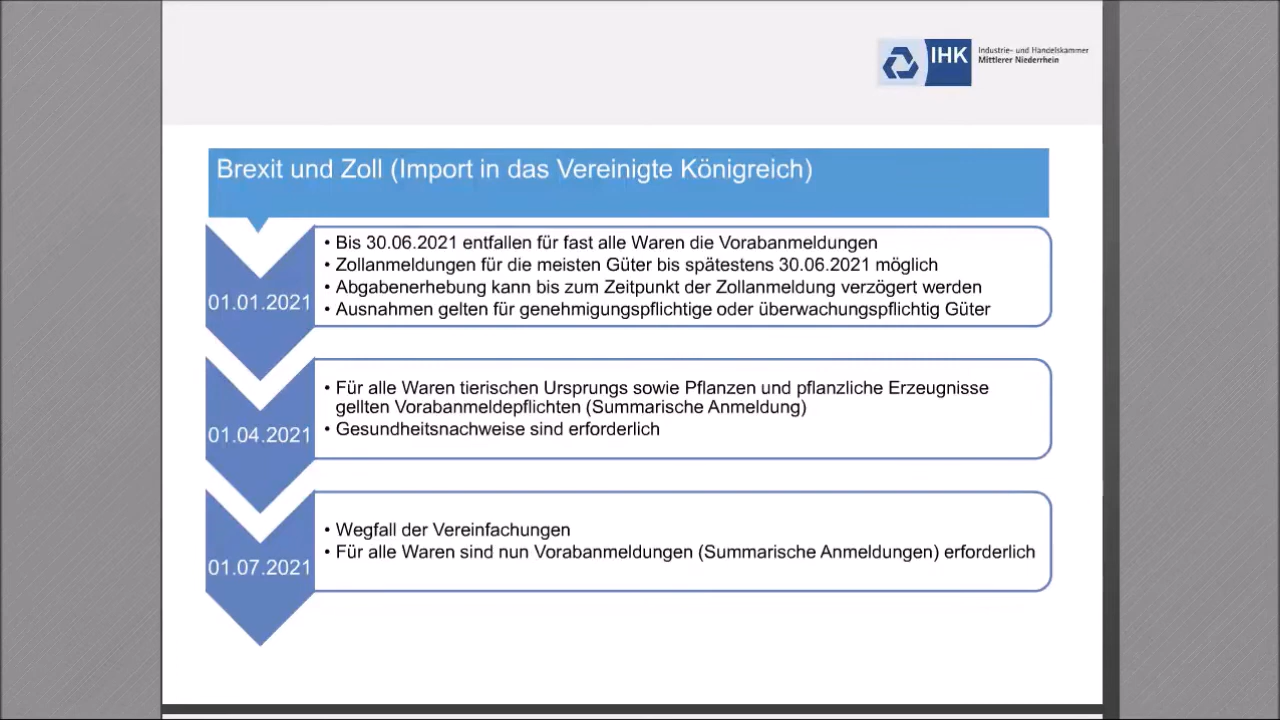 IHK
Industrie- und Handelskammer
Mittlerer Niederrhein
Brexit und Zoll (Import in das Vereinigte Königreich)
01.01.2021
• Bis 30.06.2021 entfallen für fast alle Waren die Vorabanmeldungen
• Zollanmeldungen für die meisten Güter bis spätestens 30.06.2021 möglich
• Abgabenerhebung kann bis zum Zeitpunkt der Zollanmeldung verzögert werden
• Ausnahmen gelten für genehmigungspflichtige oder überwachungspflichtig Güter
01.04.2021
• Für alle Waren tierischen Ursprungs sowie Pflanzen und pflanzliche Erzeugnisse
gellten Vorabanmeldepflichten (Summarische Anmeldung)
• Gesundheitsnachweise sind erforderlich
01.07.2021
• Wegfall der Vereinfachungen
• Für alle Waren sind nun Vorabanmeldungen (Summarische Anmeldungen) erforderlich